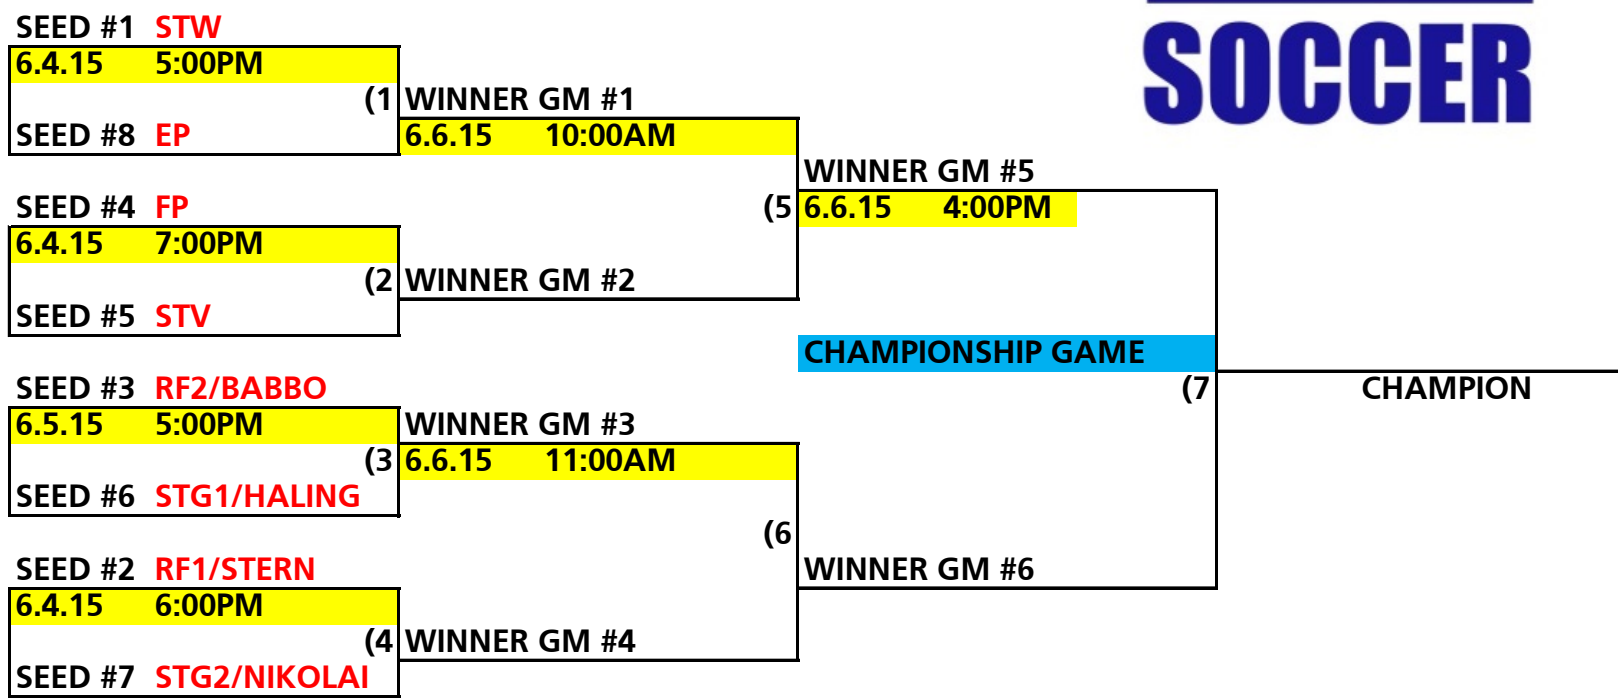 SOCCER
SEED #1 STW
6.4.15 5:00PM
(1 WINNER GM #1
SEED #8 EP
6.6.15 10:00AM
WINNER GM #5
SEED #4 FP
(5 6.6.15 4:00PM
6.4.15 7:00PM
(2 WINNER GM #2
SEED #5 STV
CHAMPIONSHIP GAME
(7 CHAMPION
SEED #3 RF2/BABBO
6.5.15 5:00PM
WINNER GM #3
(3 6.6.15 11:00AM
SEED #6 STG1/HALING
(6
SEED #2 RF1/STERN
WINNER GM #6
6.4.15 6:00PM
(4 WINNER GM #4
SEED #7 STG2/NIKOLAI